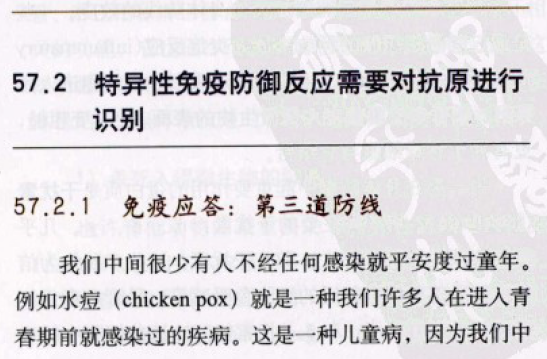 57.2 特异性免疫防御反应需要对抗原进行
识别
57.2.1 免疫应答：第三道防线
我们中间很少有人不经任何感染就平安度过童年。
例如水痘（chicken pox）就是一种我们许多人在进入青
春期前就感染过的疾病。这是一种儿童病，因为我们中